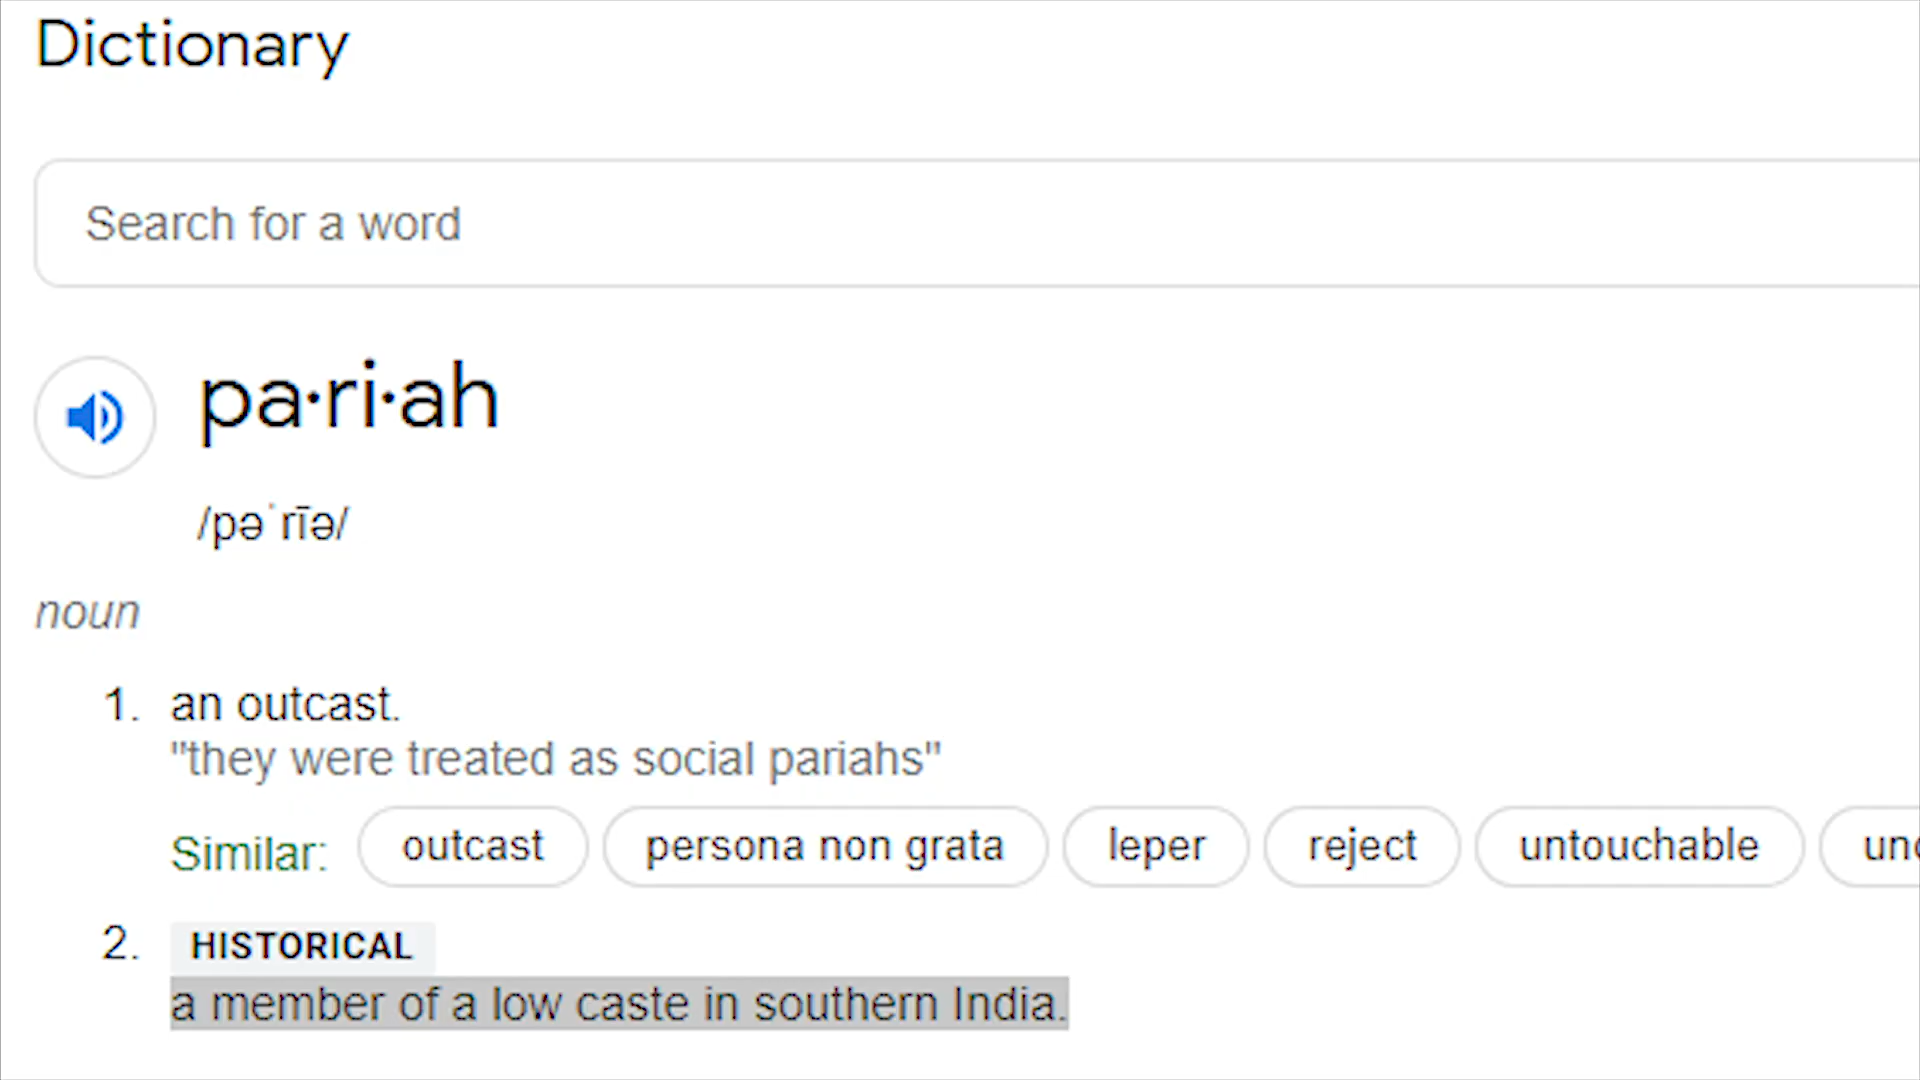 Dictionary
Search for a word
pa·ri·ah
/pəˈrīə/
noun
1. an outcast.
"they were treated as social pariahs"
Similar: outcast persona non grata leper reject untouchable
2. HISTORICAL
a member of a low caste in southern India.